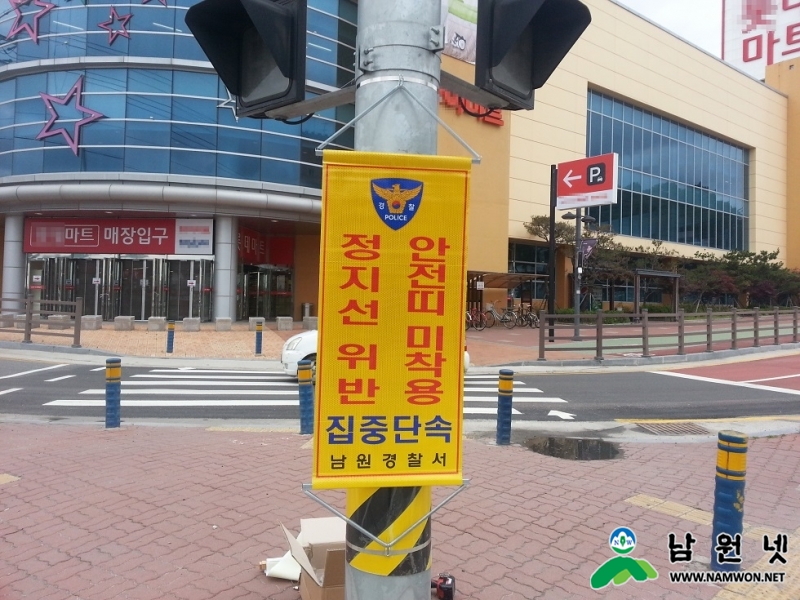 경찰
POLICE
안전띠 미착용
정지선 위반
집중단속
남원경찰서
마트 매장입구
마트
P
남원넷
WWW.NAMWON.NET